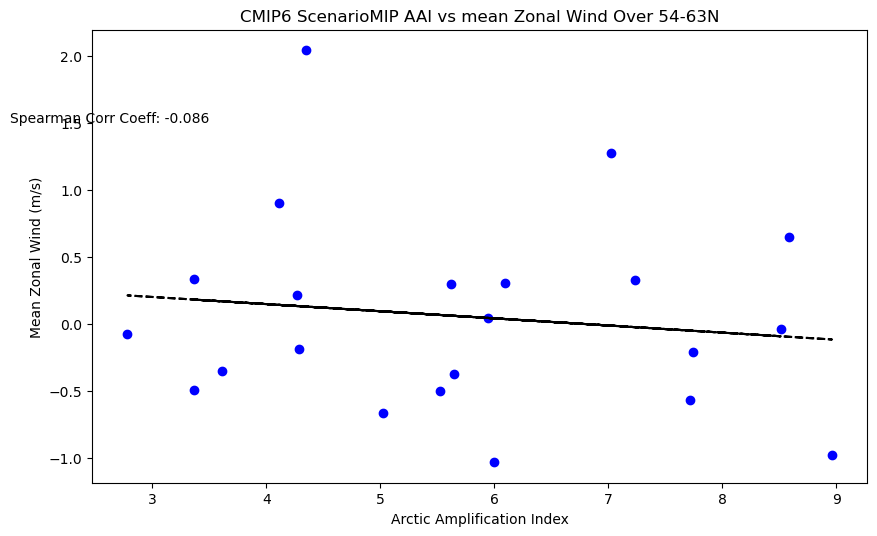 CMIP6 ScenarioMIP AAI vs mean Zonal Wind Over 54-63N
2.0
Spearman Corr Coeff: -0.086
1.5
1.0
0.5
0.0
−0.5
−1.0
Mean Zonal Wind (m/s)
3 4 5 6 7 8 9
Arctic Amplification Index